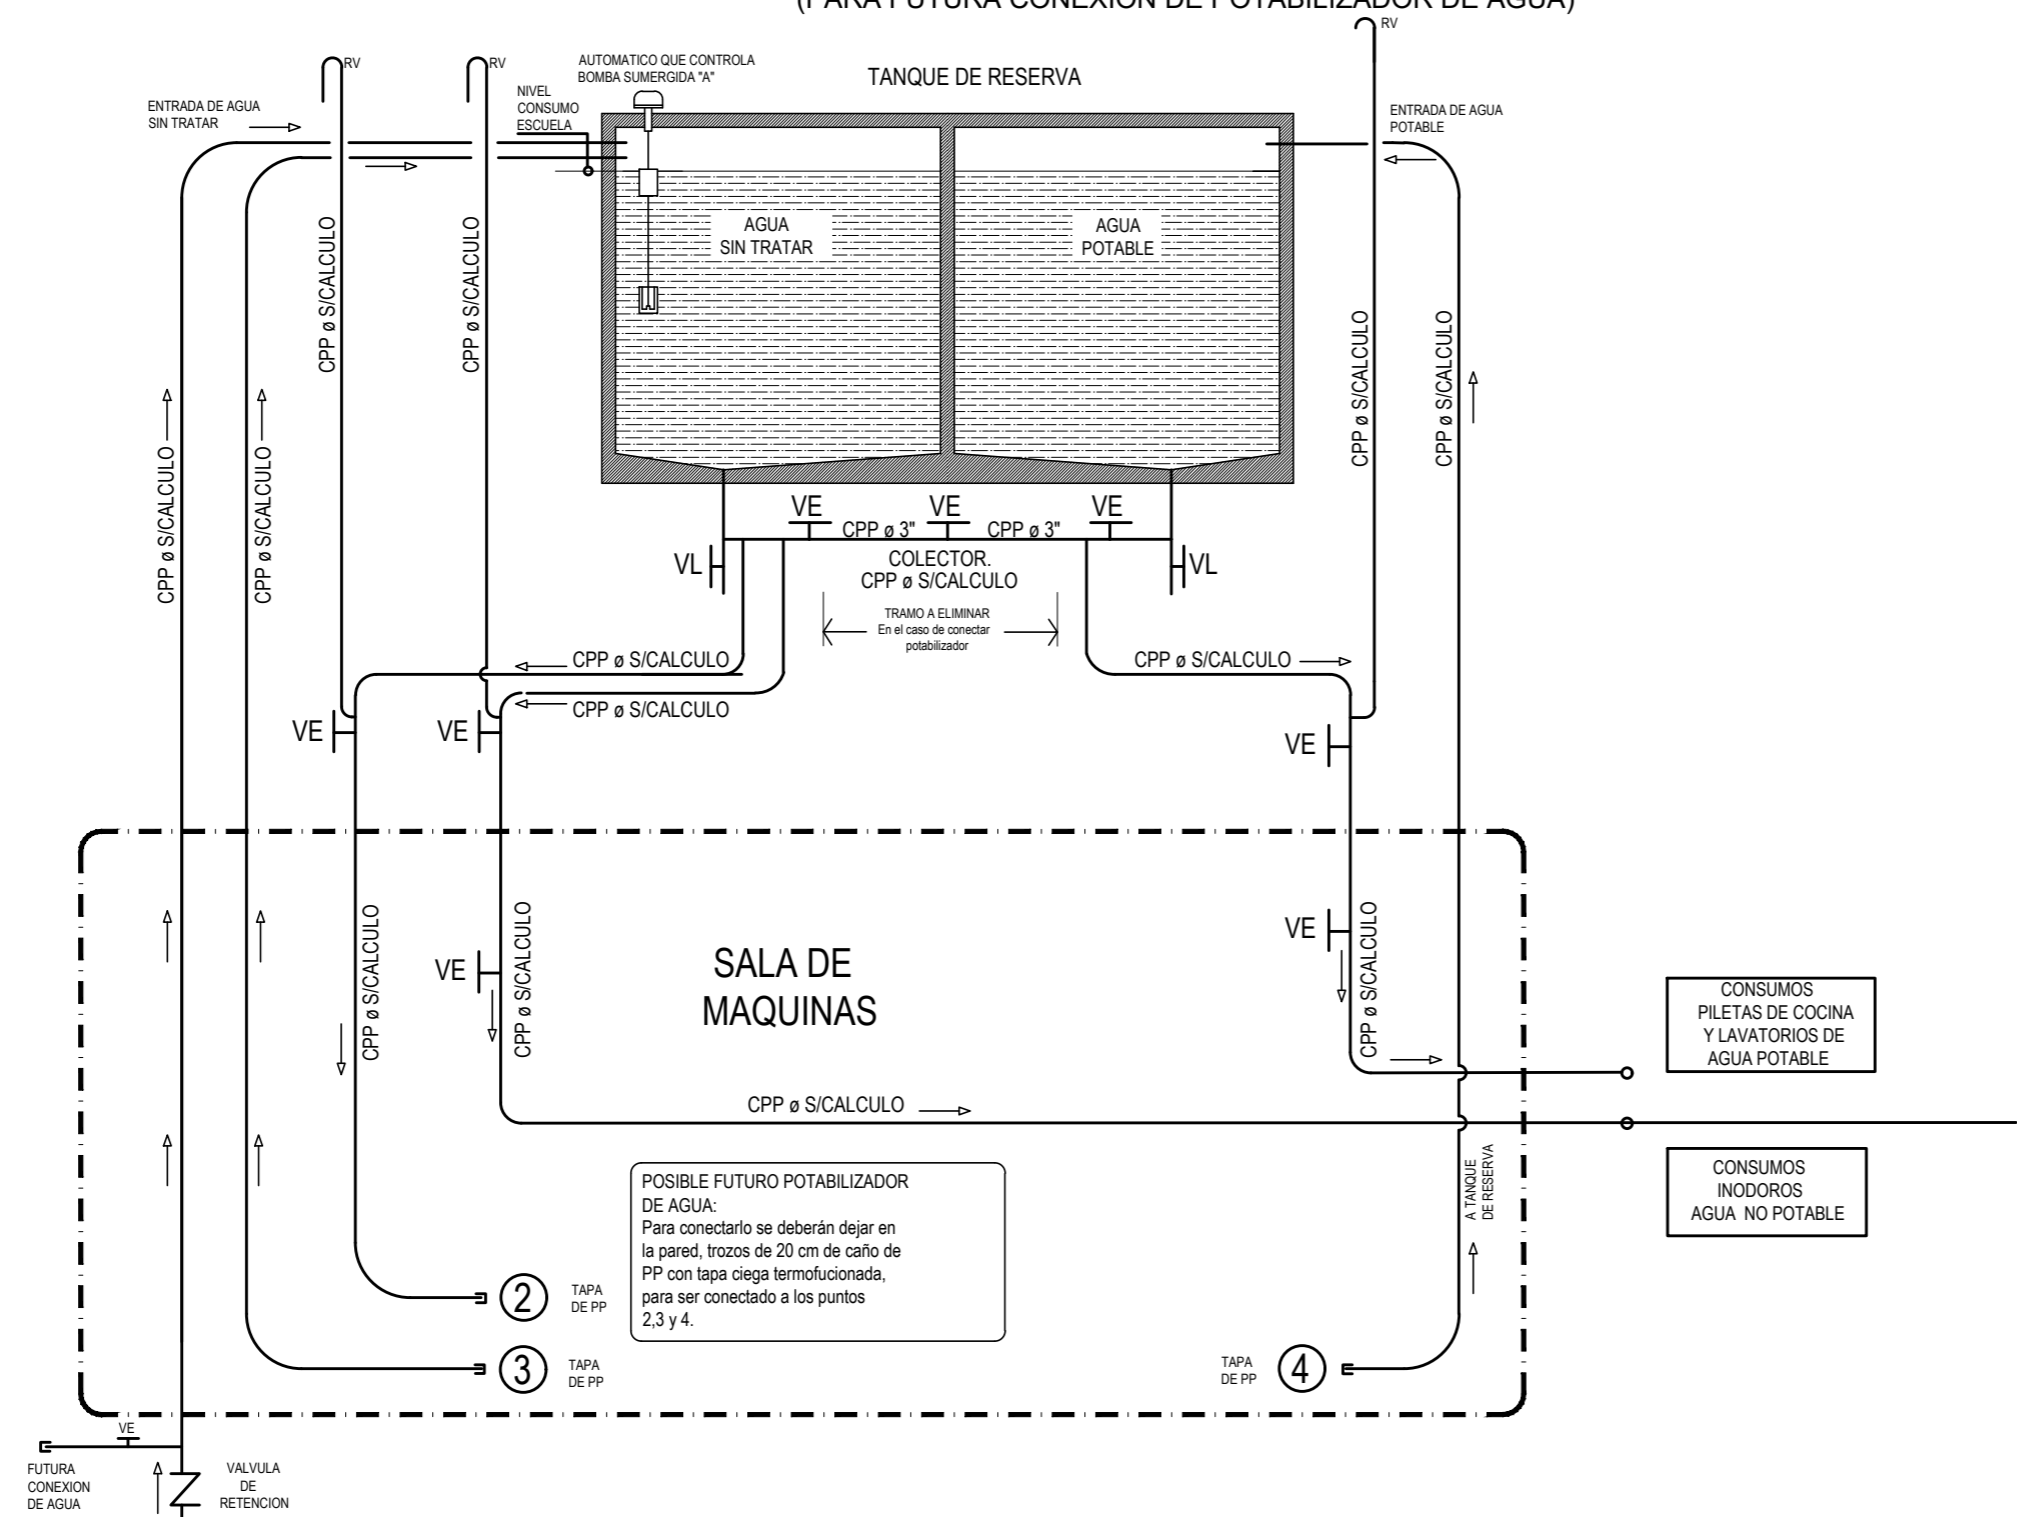 (PARA FUTURA CONEXION DE POTABILIZADOR DE AGUA)
RV
RV
RV
AUTOMATICO QUE CONTROLA
BOMBA SUMERGIDA "A"
TANQUE DE RESERVA
NIVEL
CONSUMO
ESCUELA
ENTRADA DE AGUA
SIN TRATAR
ENTRADA DE AGUA
POTABLE
AGUA
SIN TRATAR
AGUA
POTABLE
CPP ø S/CALCULO
CPP ø S/CALCULO
CPP ø S/CALCULO
CPP ø S/CALCULO
CPP ø S/CALCULO
CPP ø S/CALCULO
VE
VE
VE
CPP ø 3"
CPP ø 3"
VL
VL
COLECTOR.
CPP ø S/CALCULO
TRAMO A ELIMINAR
En el caso de conectar
potabilizador
CPP ø S/CALCULO
CPP ø S/CALCULO
CPP ø S/CALCULO
VE
VE
VE
CPP ø S/CALCULO
VE
CPP ø S/CALCULO
SALA DE
MAQUINAS
VE
CPP ø S/CALCULO
CONSUMOS
PILETAS DE COCINA
Y LAVATORIOS DE
AGUA POTABLE
CPP ø S/CALCULO
CONSUMOS
INODOROS
AGUA NO POTABLE
A TANQUE
DE RESERVA
POSIBLE FUTURO POTABILIZADOR
DE AGUA:
Para conectarlo se deberán dejar en
la pared, trozos de 20 cm de caño de
PP con tapa ciega termofucionada,
para ser conectado a los puntos
2,3 y 4.
2
TAPA
DE PP
3
TAPA
DE PP
TAPA
DE PP
4
VE
FUTURA
CONEXION
DE AGUA
VALVULA
DE
RETENCION